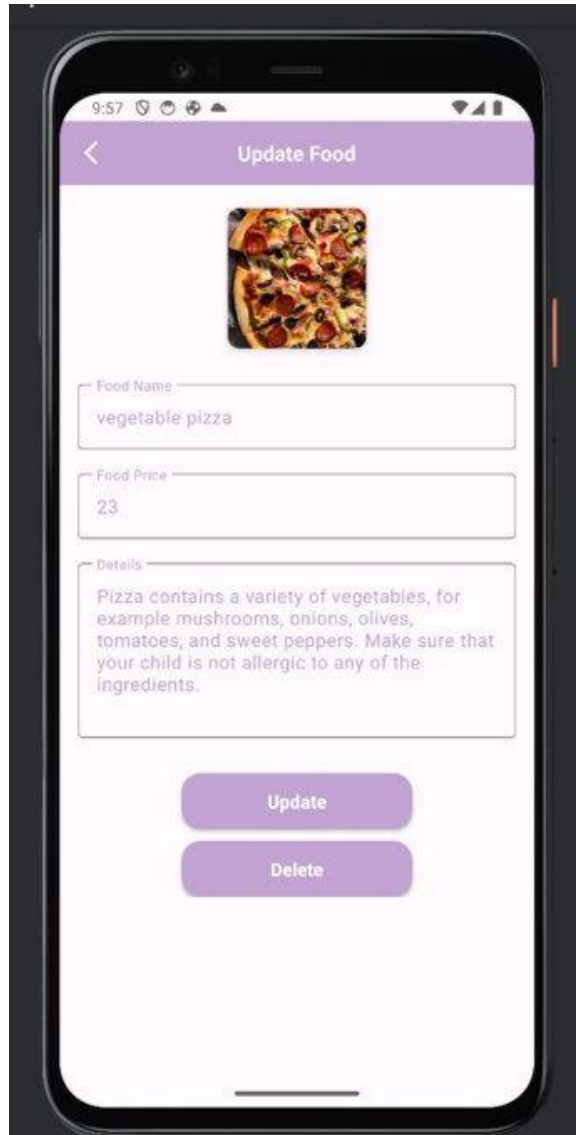 9:57
Update Food
Food Name
vegetable pizza
Food Price
23
Details
Pizza contains a variety of vegetables, for
example mushrooms, onions, olives,
tomatoes, and sweet peppers. Make sure that
your child is not allergic to any of the
ingredients.
Update
Delete